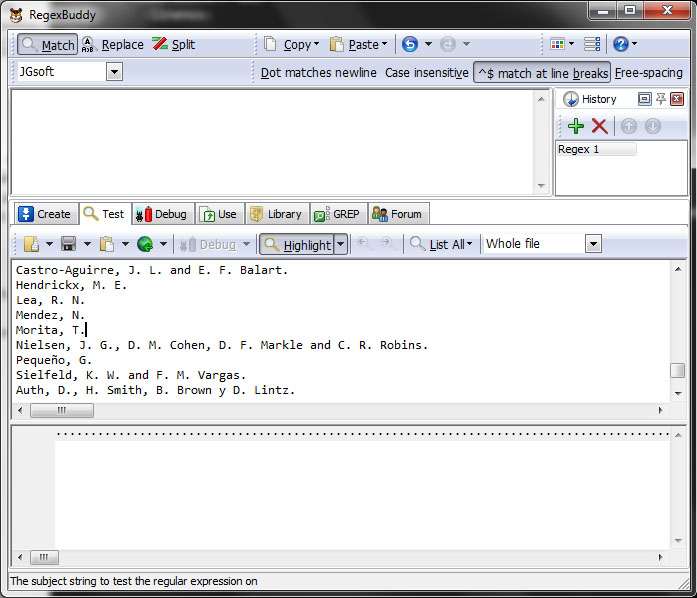 RegexBuddy
Match Replace Split Copy Paste
JGsoft Dot matches newline Case insensitive ^$ match at line breaks Free-spacing
History
Regex 1
Create Test Debug Use Library GREP Forum
Debug Highlight List All Whole file
Castro-Aguirre, J. L. and E. F. Balart.
Hendrickx, M. E.
Lea, R. N.
Mendez, N.
Morita, T.
Nielsen, J. G., D. M. Cohen, D. F. Markle and C. R. Robins.
Pequeño, G.
Sielfeld, K. W. and F. M. Vargas.
Auth, D., H. Smith, B. Brown y D. Lintz.
The subject string to test the regular expression on